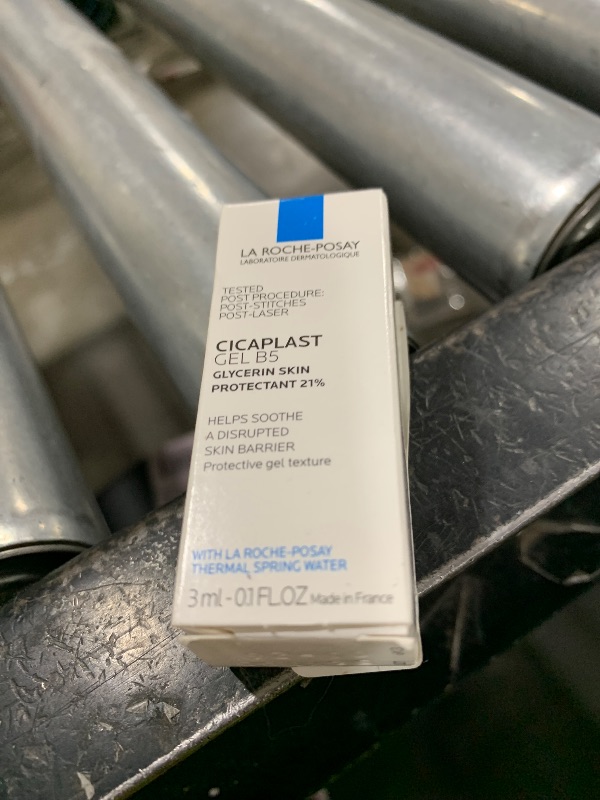 LA ROCHE-POSAY
LABORATOIRE DERMATOLOGIQUE
TESTED
POST PROCEDURE:
POST-STITCHES
POST-LASER
CICAPLAST
GEL B5
GLYCERIN SKIN
PROTECTANT 21%
HELPS SOOTHE
A DISRUPTED
SKIN BARRIER
Protective gel texture
WITH LA ROCHE-POSAY
THERMAL SPRING WATER
3 ml - 0.1 FL.OZ Made in France